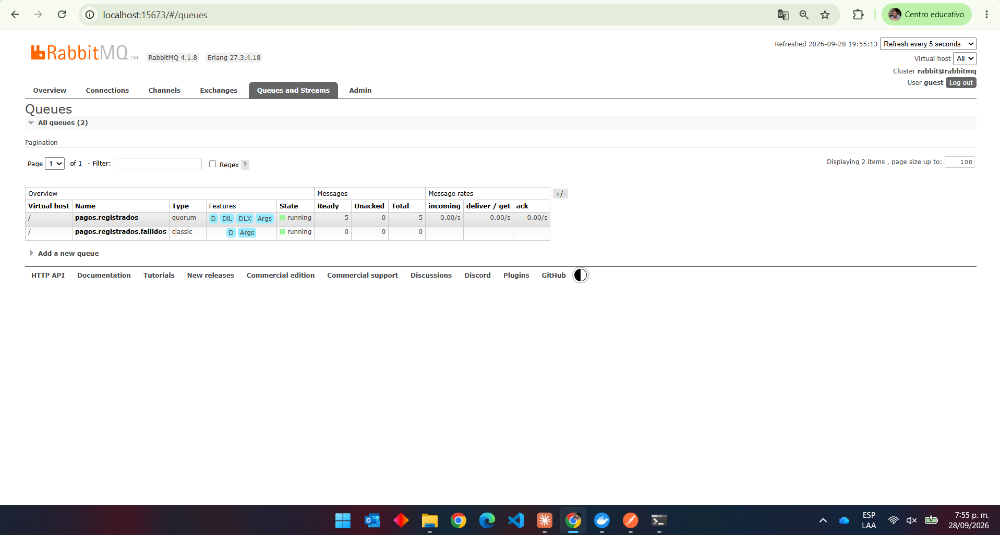 localhost:15673/#/queues
Centro educativo
RabbitMQ TM
RabbitMQ 4.1.8
Erlang 27.3.4.18
Refreshed 2026-09-28 19:55:13
Refresh every 5 seconds
Virtual host All
Cluster rabbit@rabbitmq
User guest Log out
Overview Connections Channels Exchanges Queues and Streams Admin
Queues
All queues (2)
Pagination
Page 1 of 1 - Filter: Regex ?
Displaying 2 items , page size up to: 100
Overview Messages Message rates +/-
Virtual host Name Type Features State Ready Unacked Total incoming deliver / get ack
/ pagos.registrados quorum D DlL DLX Args running 5 0 5 0.00/s 0.00/s 0.00/s
/ pagos.registrados.fallidos classic D Args running 0 0 0
Add a new queue
HTTP API Documentation Tutorials New releases Commercial edition Commercial support Discussions Discord Plugins GitHub
ESP
LAA
7:55 p. m.
28/09/2026